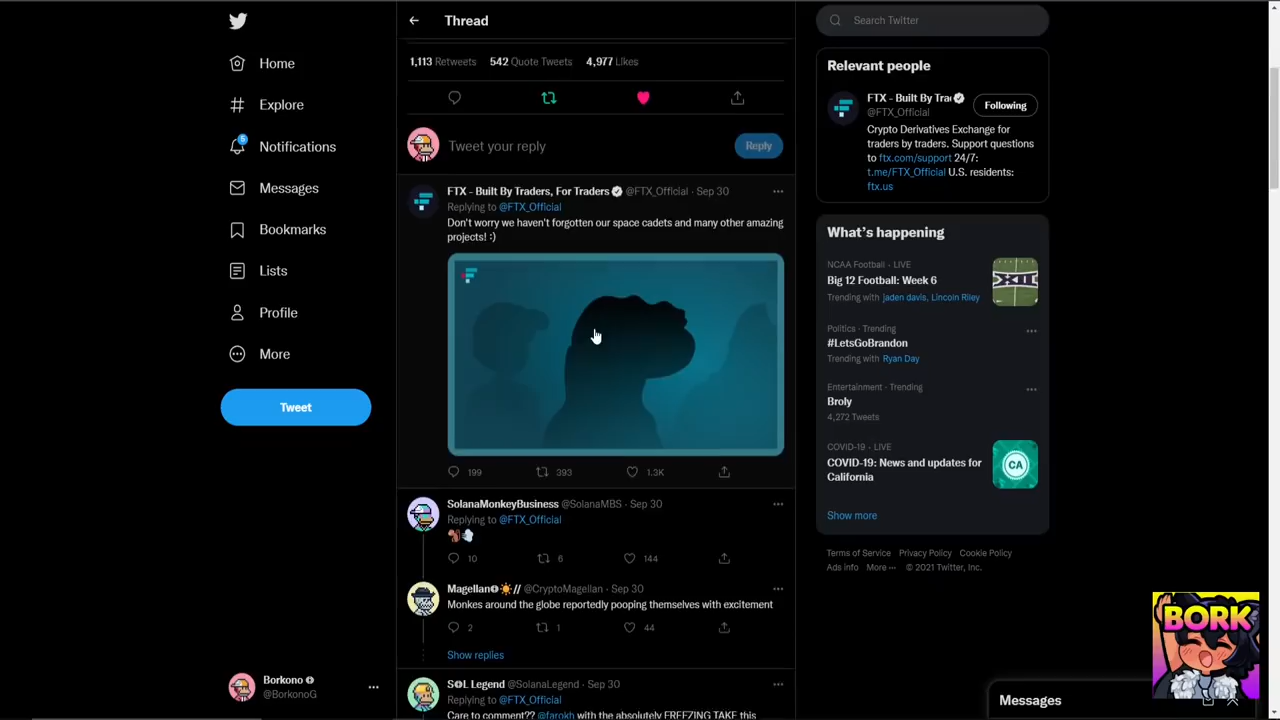 Thread
Search Twitter
Home
Explore
5
Notifications
Messages
Bookmarks
Lists
Profile
More
Tweet
Borkono
@BorkonoG
1,113 Retweets 542 Quote Tweets 4,977 Likes
Tweet your reply
Reply
FTX - Built By Traders, For Traders @FTX_Official · Sep 30
Replying to @FTX_Official
Don't worry we haven't forgotten our space cadets and many other amazing
projects! :)
199 393 1.3K
SolanaMonkeyBusiness @SolanaMBS · Sep 30
Replying to @FTX_Official
10 6 144
Magellan // @CryptoMagellan · Sep 30
Monkes around the globe reportedly pooping themselves with excitement
2 1 44
Show replies
S L Legend @SolanaLegend · Sep 30
Replying to @FTX_Official
Care to comment?? @farokh with the absolutely FREEZING TAKE this
Relevant people
FTX - Built By Tra
@FTX_Official
Following
Crypto Derivatives Exchange for
traders by traders. Support questions
to ftx.com/support 24/7:
t.me/FTX_Official U.S. residents:
ftx.us
What's happening
NCAA Football · LIVE
Big 12 Football: Week 6
Trending with jaden davis, Lincoln Riley
Politics · Trending
#LetsGoBrandon
Trending with Ryan Day
Entertainment · Trending
Broly
4,272 Tweets
COVID-19 · LIVE
COVID-19: News and updates for
California
CA
Show more
Terms of Service Privacy Policy Cookie Policy
Ads info More ··· © 2021 Twitter, Inc.
BORK
Messages